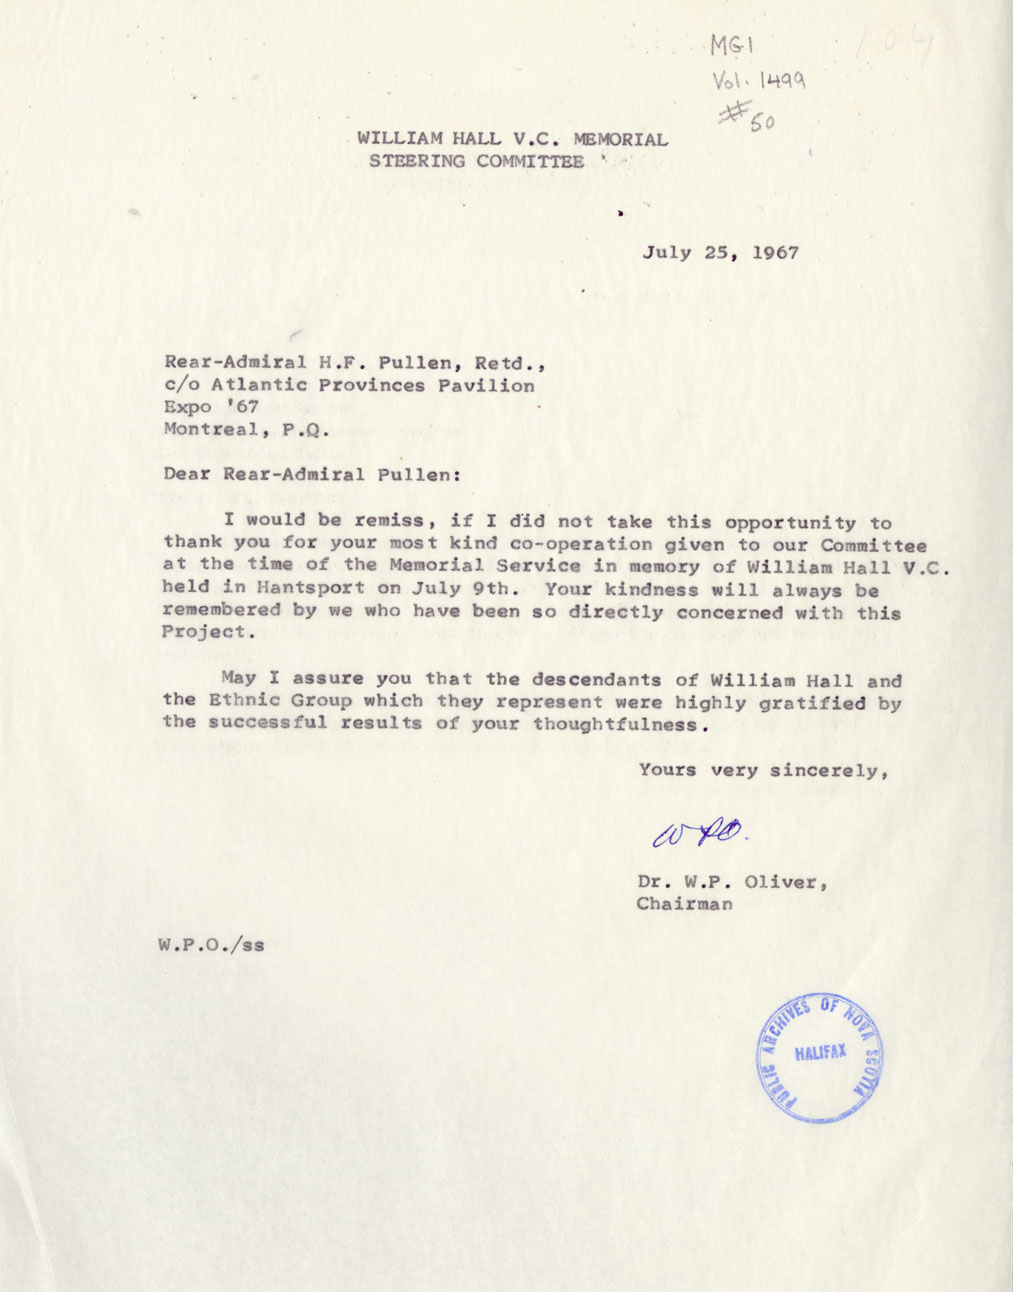 MG1
Vol. 1499
#50
104
WILLIAM HALL V.C. MEMORIAL
STEERING COMMITTEE
July 25, 1967
Rear-Admiral H.F. Pullen, Retd.,
c/o Atlantic Provinces Pavilion
Expo '67
Montreal, P.Q.
Dear Rear-Admiral Pullen:
I would be remiss, if I did not take this opportunity to
thank you for your most kind co-operation given to our Committee
at the time of the Memorial Service in memory of William Hall V.C.
held in Hantsport on July 9th. Your kindness will always be
remembered by we who have been so directly concerned with this
Project.
May I assure you that the descendants of William Hall and
the Ethnic Group which they represent were highly gratified by
the successful results of your thoughtfulness.
Yours very sincerely,
WPO.
Dr. W.P. Oliver,
Chairman
W.P.O./ss
PUBLIC ARCHIVES OF NOVA SCOTIA
HALIFAX